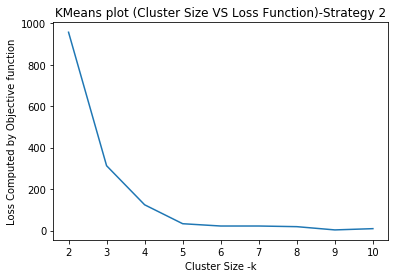 KMeans plot (Cluster Size VS Loss Function)-Strategy 2
Loss Computed by Objective function
1000
800
600
400
200
0
2 3 4 5 6 7 8 9 10
Cluster Size -k